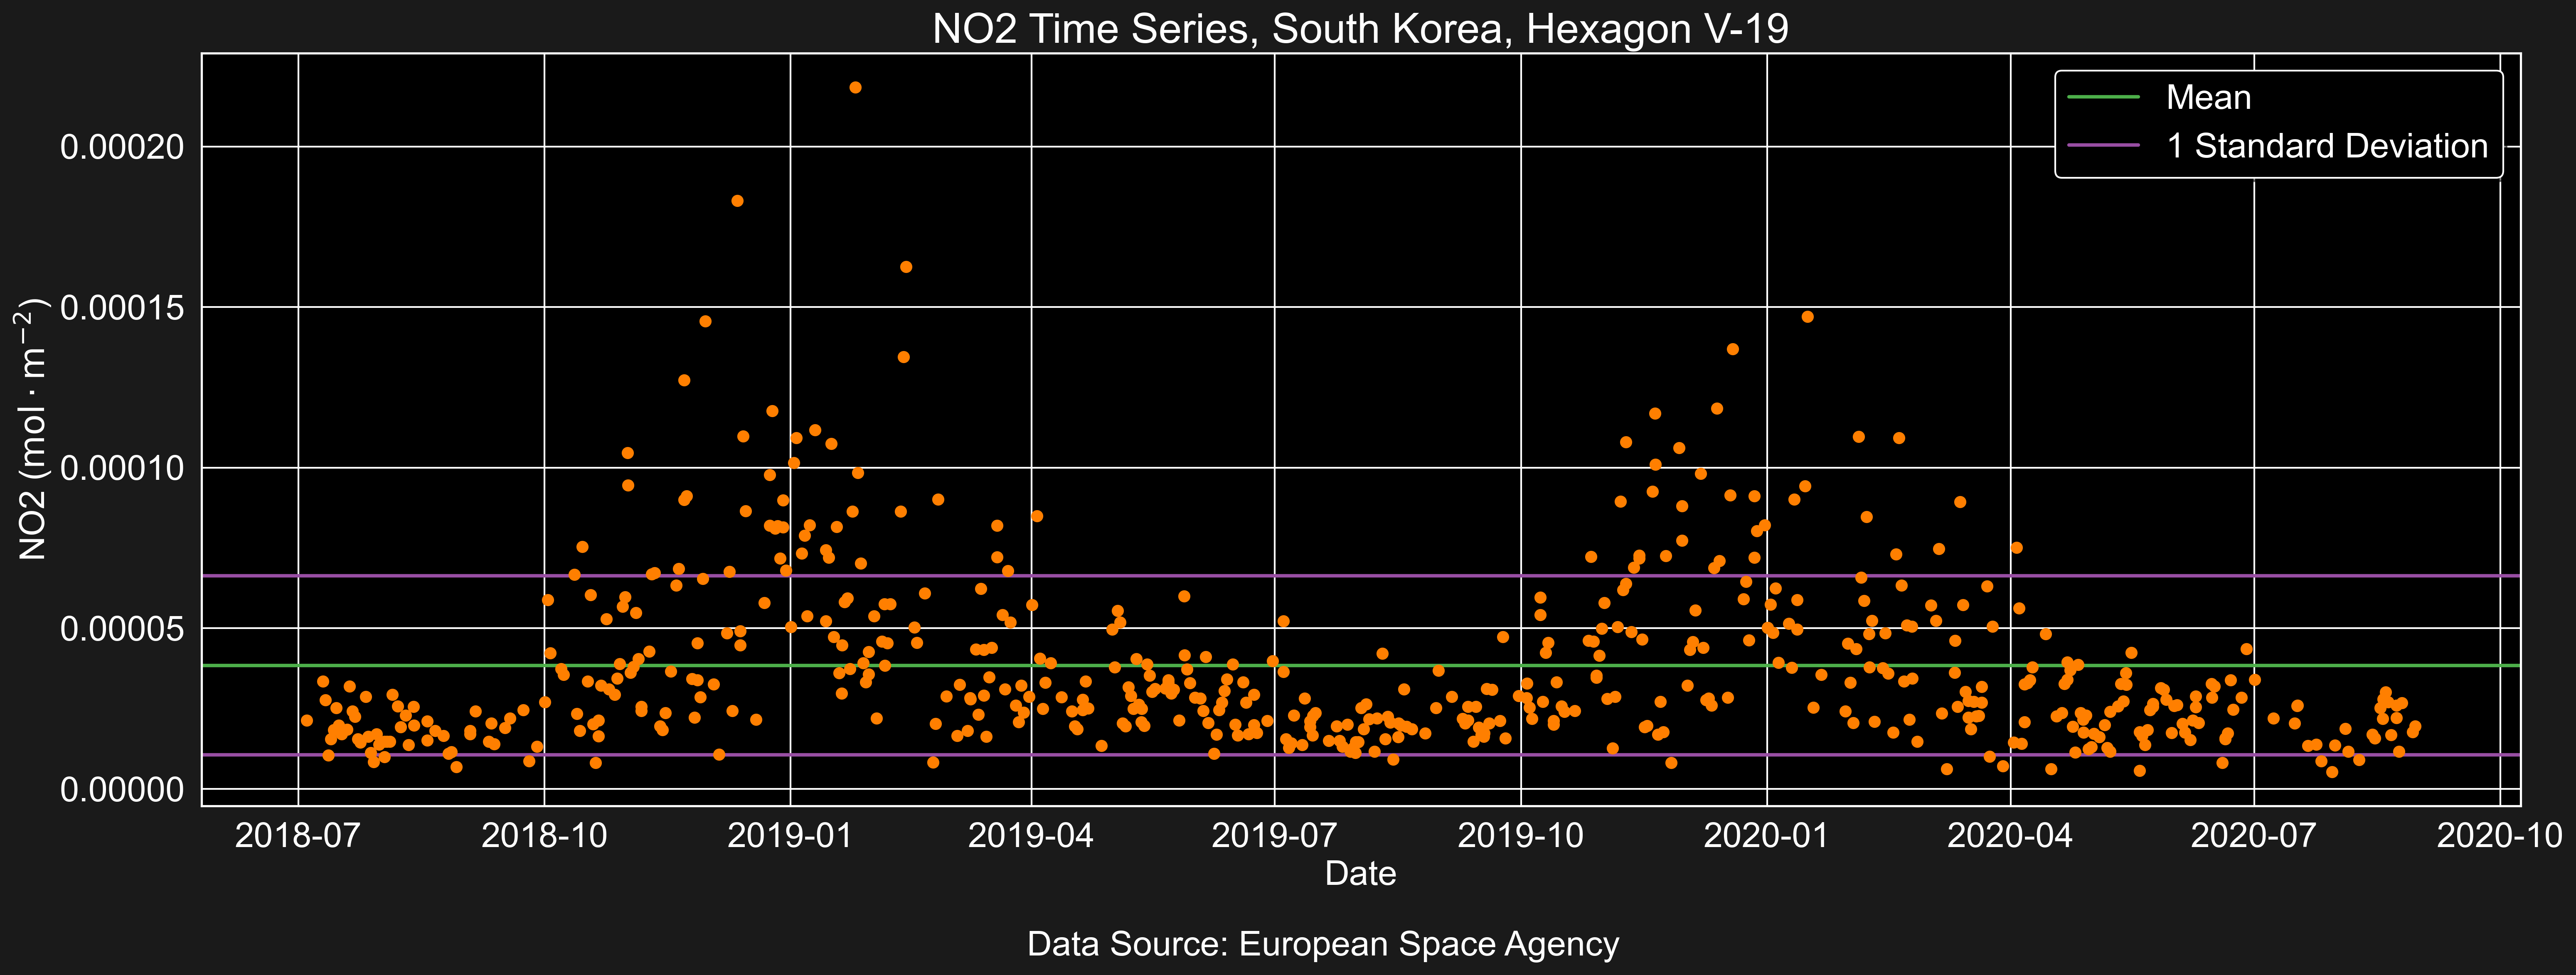 NO2 Time Series, South Korea, Hexagon V-19
Mean
1 Standard Deviation
NO2 (mol · m⁻²)
0.00020
0.00015
0.00010
0.00005
0.00000
2018-07 2018-10 2019-01 2019-04 2019-07 2019-10 2020-01 2020-04 2020-07 2020-10
Date
Data Source: European Space Agency